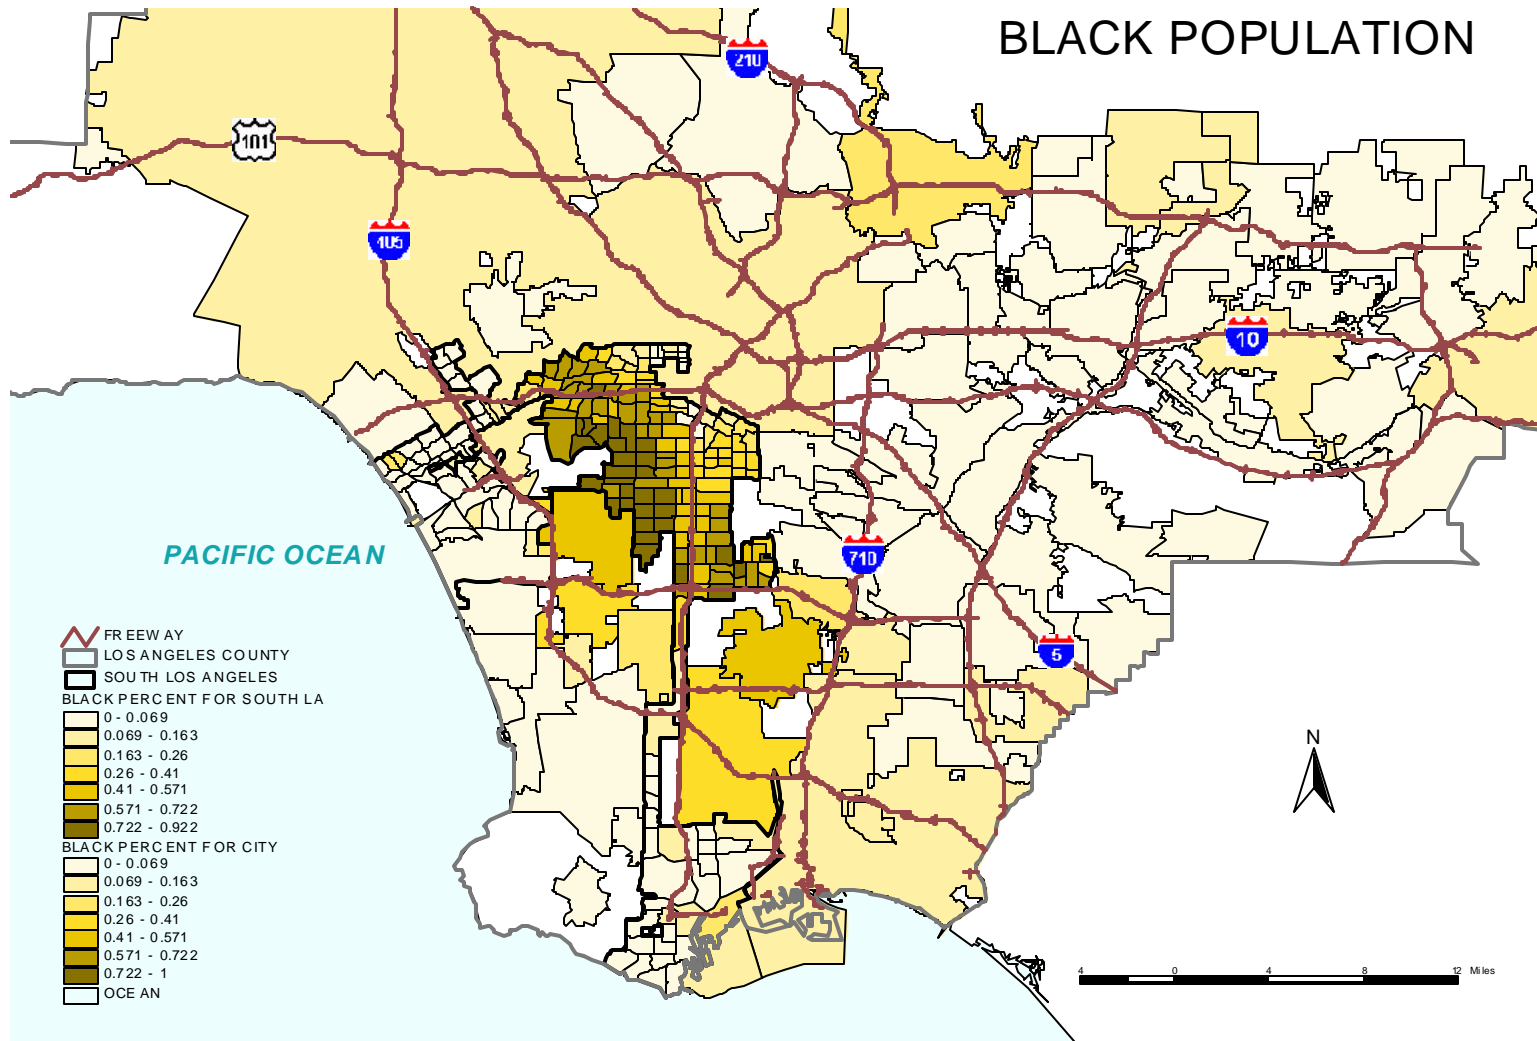 BLACK POPULATION
210
101
405
10
PACIFIC OCEAN
710
5
FREEWAY
LOS ANGELES COUNTY
SOUTH LOS ANGELES
BLACK PERCENT FOR SOUTH LA
0 - 0.069
0.069 - 0.163
0.163 - 0.26
0.26 - 0.41
0.41 - 0.571
0.571 - 0.722
0.722 - 0.922
BLACK PERCENT FOR CITY
0 - 0.069
0.069 - 0.163
0.163 - 0.26
0.26 - 0.41
0.41 - 0.571
0.571 - 0.722
0.722 - 1
OCEAN
N
4 0 4 8 12 Miles